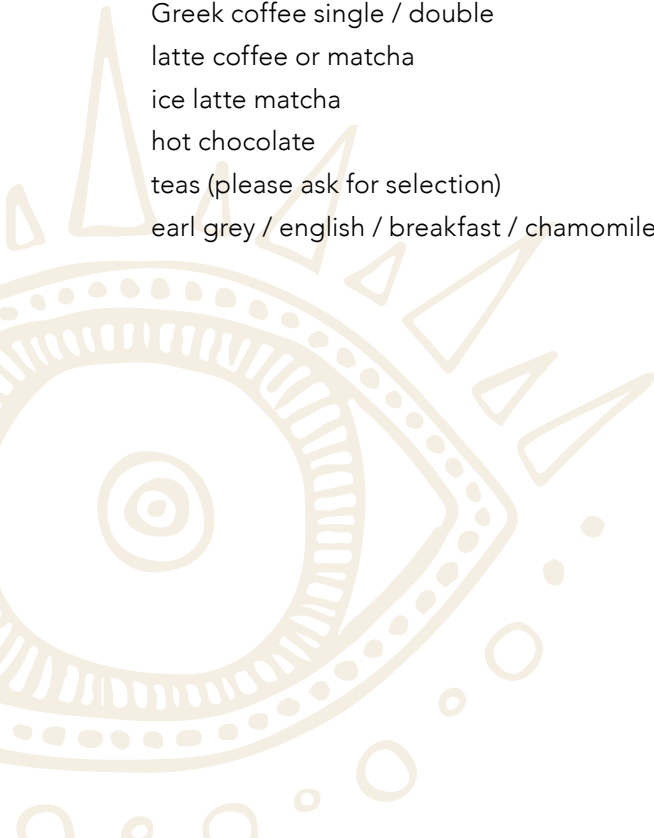 Greek coffee single / double
latte coffee or matcha
ice latte matcha
hot chocolate
teas (please ask for selection)
earl grey / english / breakfast / chamomile